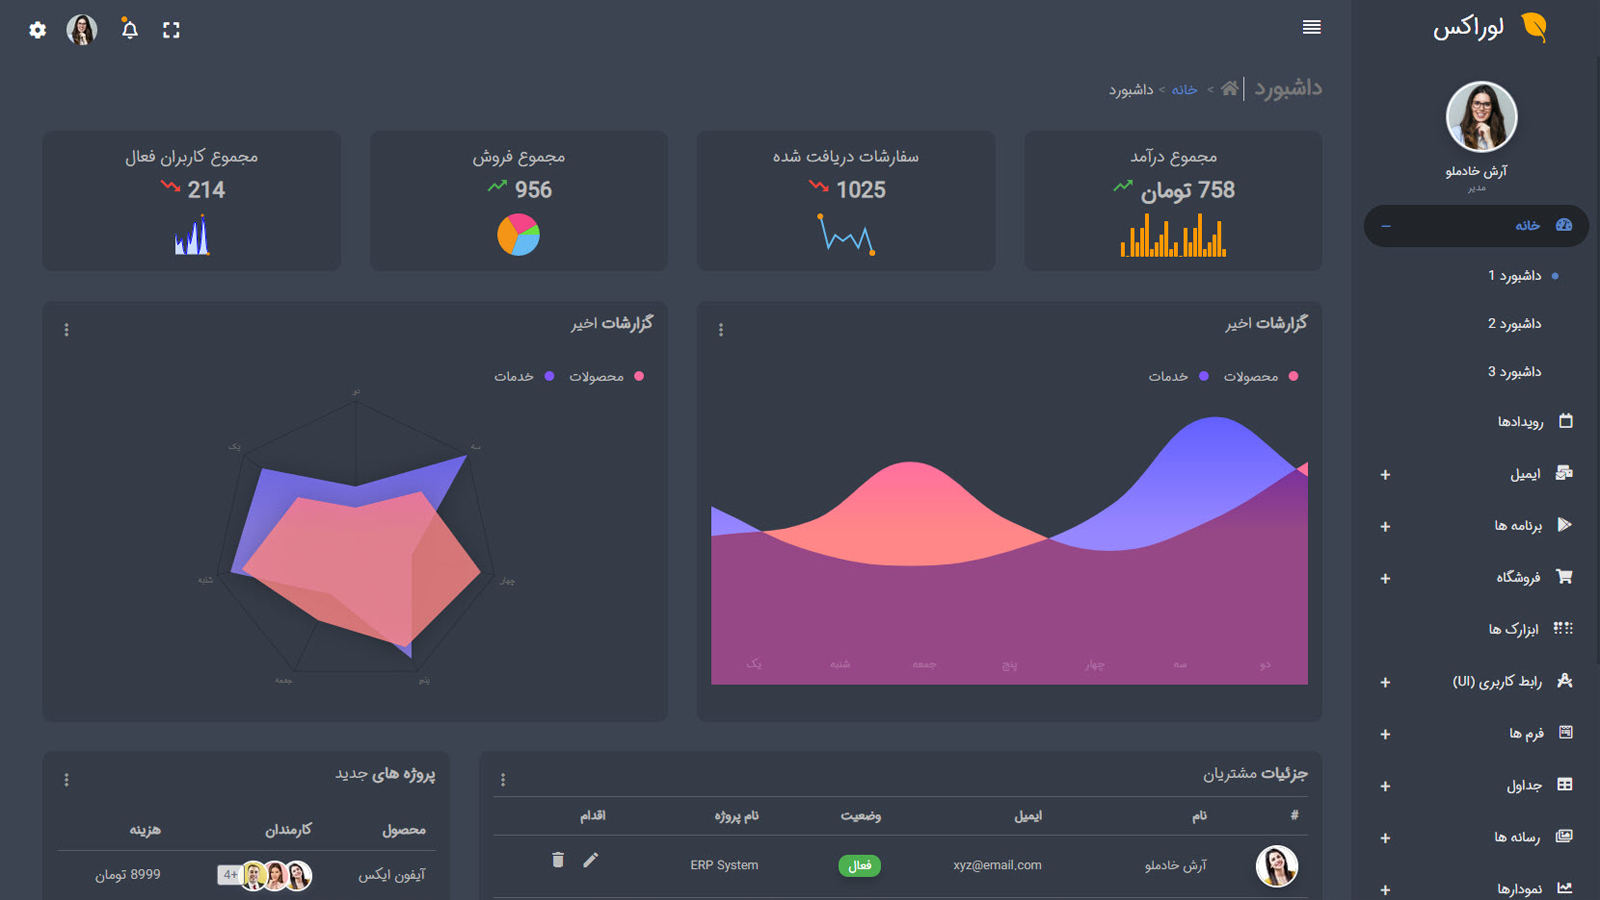 لوراکس
آرش خادملو
مدیر
خانه
داشبورد 1
داشبورد 2
داشبورد 3
رویدادها
ایمیل
برنامه ها
فروشگاه
ابزارک ها
رابط کاربری (UI)
فرم ها
جداول
رسانه ها
نمودارها
داشبورد
خانه > داشبورد
مجموع درآمد
758 تومان
سفارشات دریافت شده
1025
مجموع فروش
956
مجموع کاربران فعال
214
گزارشات اخیر
محصولات خدمات
یک شنبه جمعه پنج چهار سه دو
گزارشات اخیر
محصولات خدمات
دو
سه
یک
چهار
شنبه
پنج
جمعه
جزئیات مشتریان
# نام ایمیل وضعیت نام پروژه اقدام
آرش خادملو xyz@email.com فعال ERP System
پروژه های جدید
محصول کارمندان هزینه
آیفون ایکس 4+ 8999 تومان